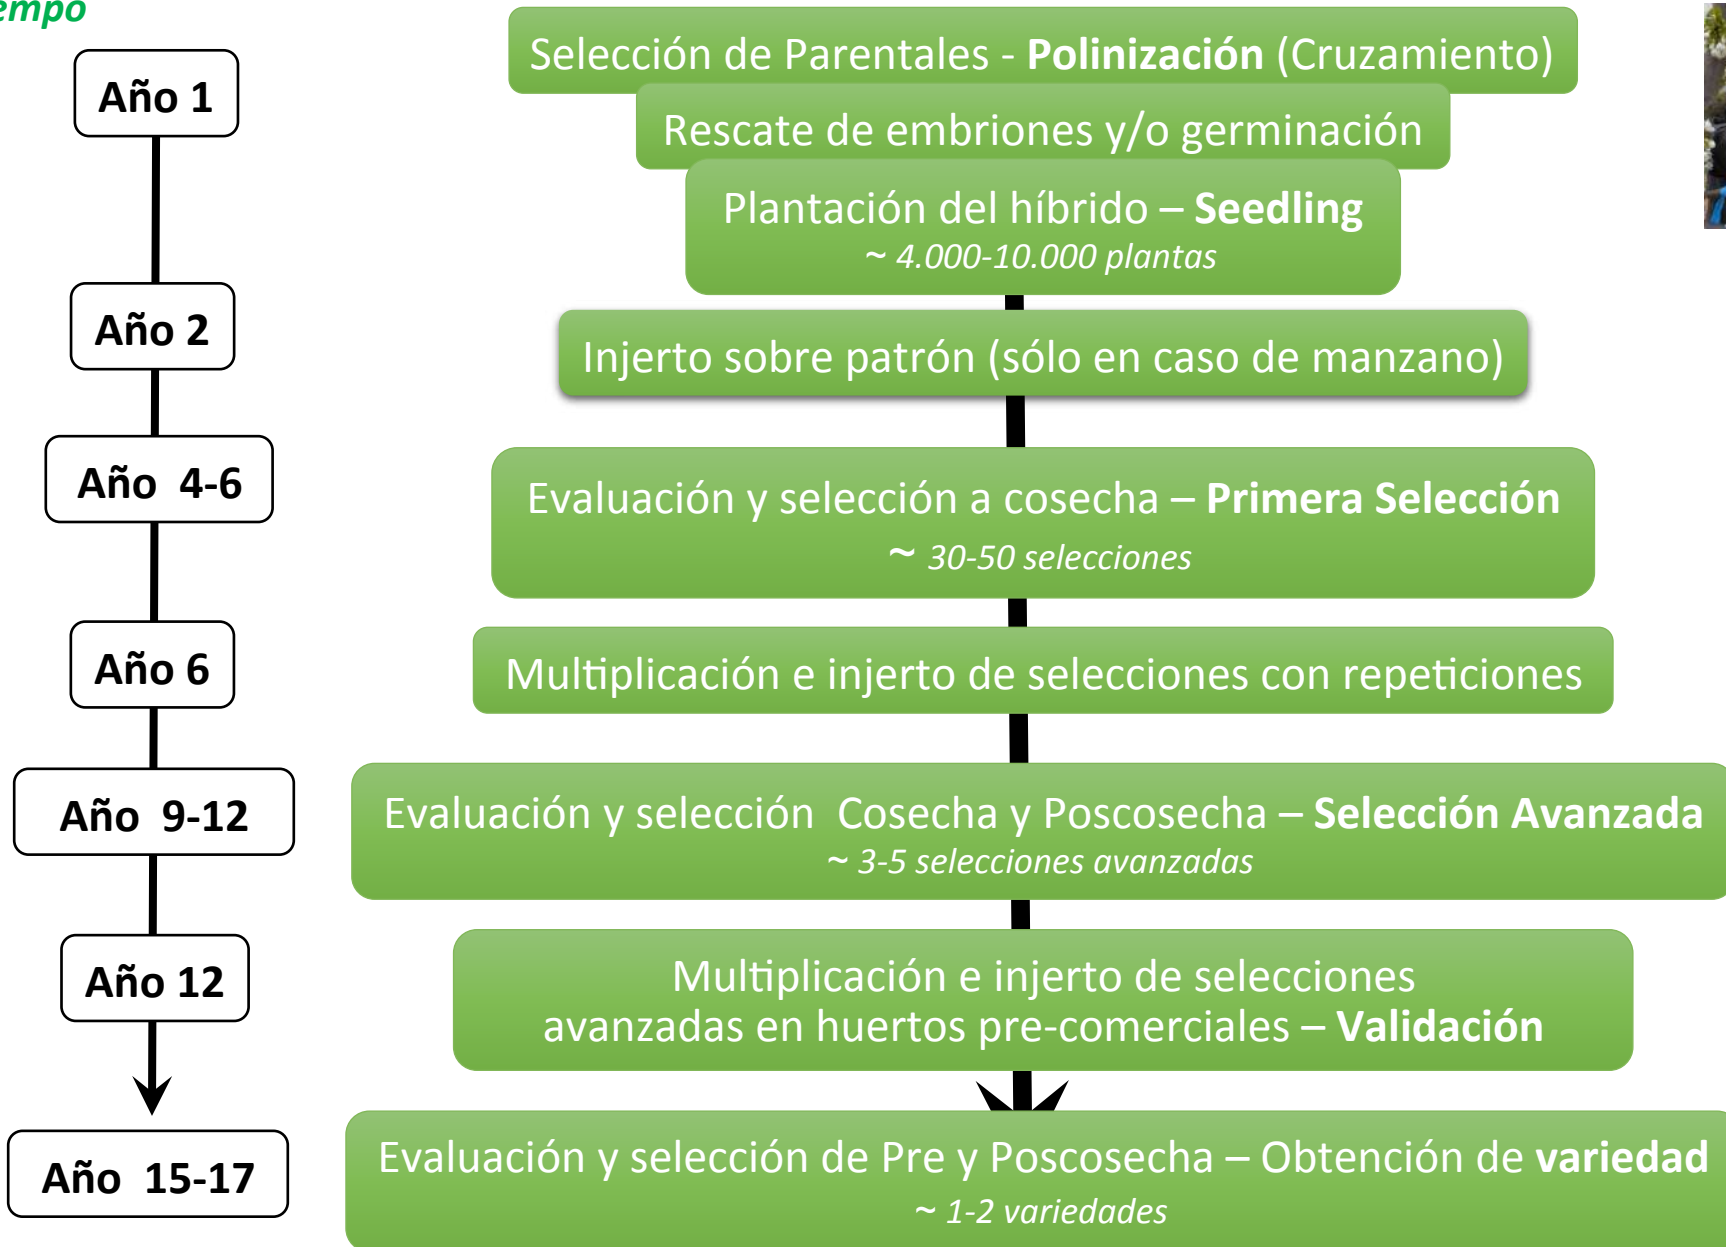 empo
Año 1
Selección de Parentales - Polinización (Cruzamiento)
Rescate de embriones y/o germinación
Plantación del híbrido – Seedling
~ 4.000-10.000 plantas
Año 2
Injerto sobre patrón (sólo en caso de manzano)
Año 4-6
Evaluación y selección a cosecha – Primera Selección
~ 30-50 selecciones
Año 6
Multiplicación e injerto de selecciones con repeticiones
Año 9-12
Evaluación y selección Cosecha y Poscosecha – Selección Avanzada
~ 3-5 selecciones avanzadas
Año 12
Multiplicación e injerto de selecciones
avanzadas en huertos pre-comerciales – Validación
Año 15-17
Evaluación y selección de Pre y Poscosecha – Obtención de variedad
~ 1-2 variedades